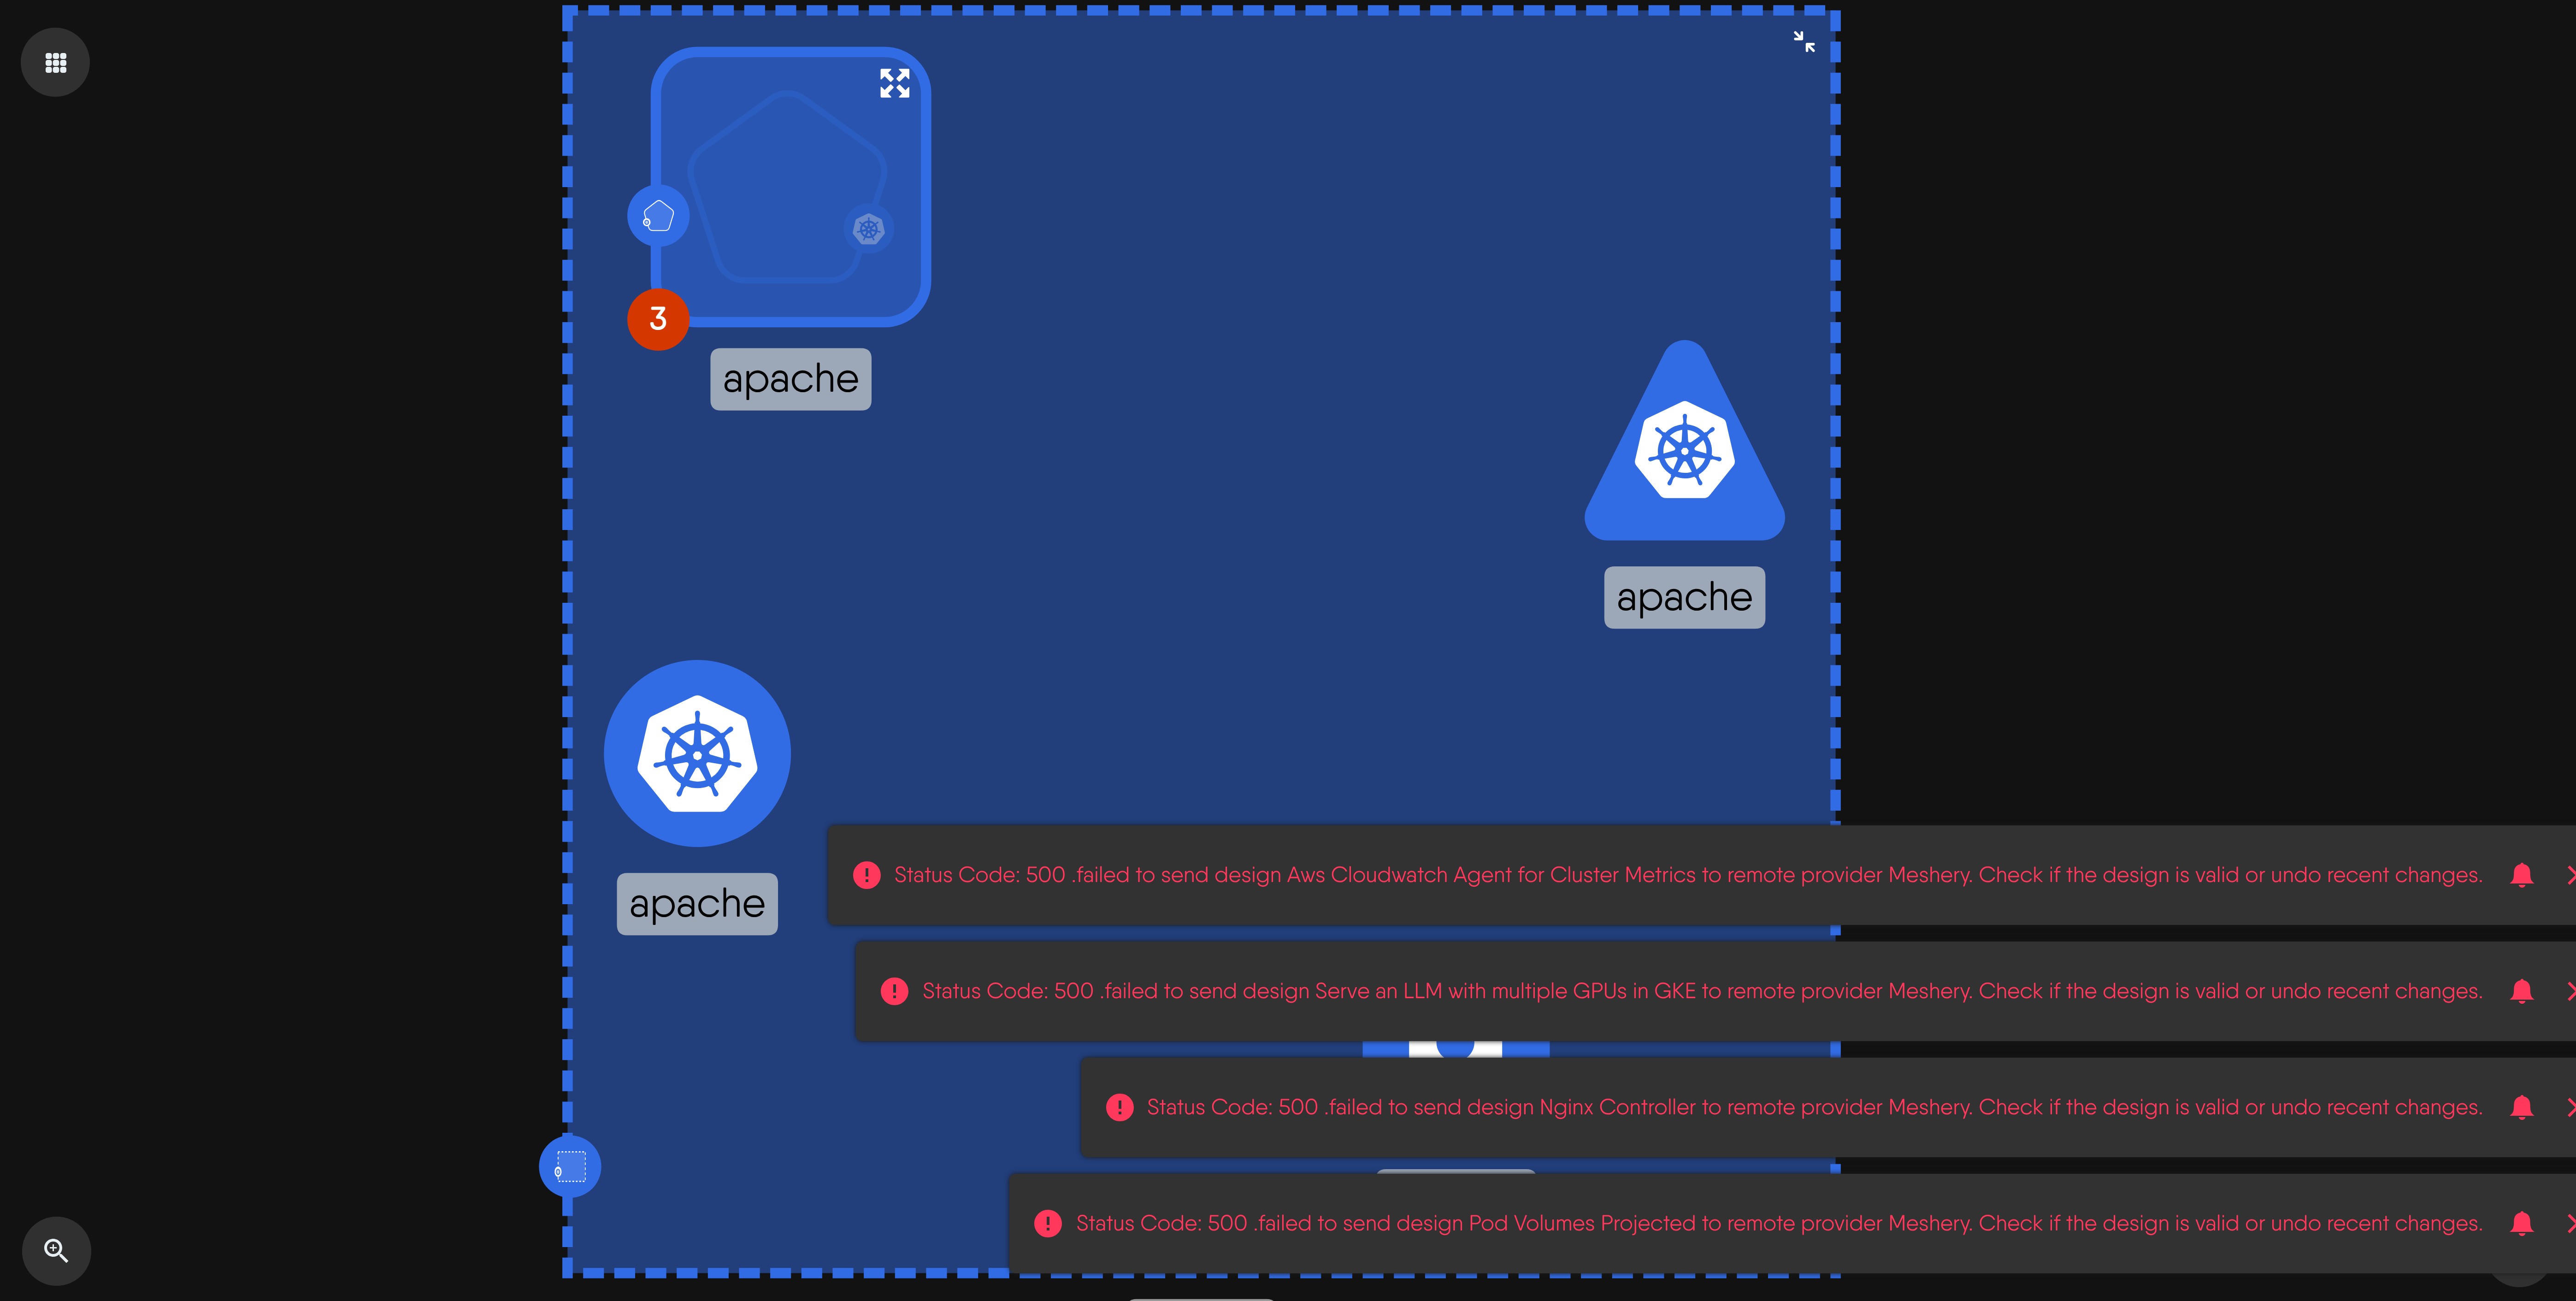 3
apache
apache
apache
Status Code: 500 .failed to send design Aws Cloudwatch Agent for Cluster Metrics to remote provider Meshery. Check if the design is valid or undo recent changes.
Status Code: 500 .failed to send design Serve an LLM with multiple GPUs in GKE to remote provider Meshery. Check if the design is valid or undo recent changes.
Status Code: 500 .failed to send design Nginx Controller to remote provider Meshery. Check if the design is valid or undo recent changes.
Status Code: 500 .failed to send design Pod Volumes Projected to remote provider Meshery. Check if the design is valid or undo recent changes.